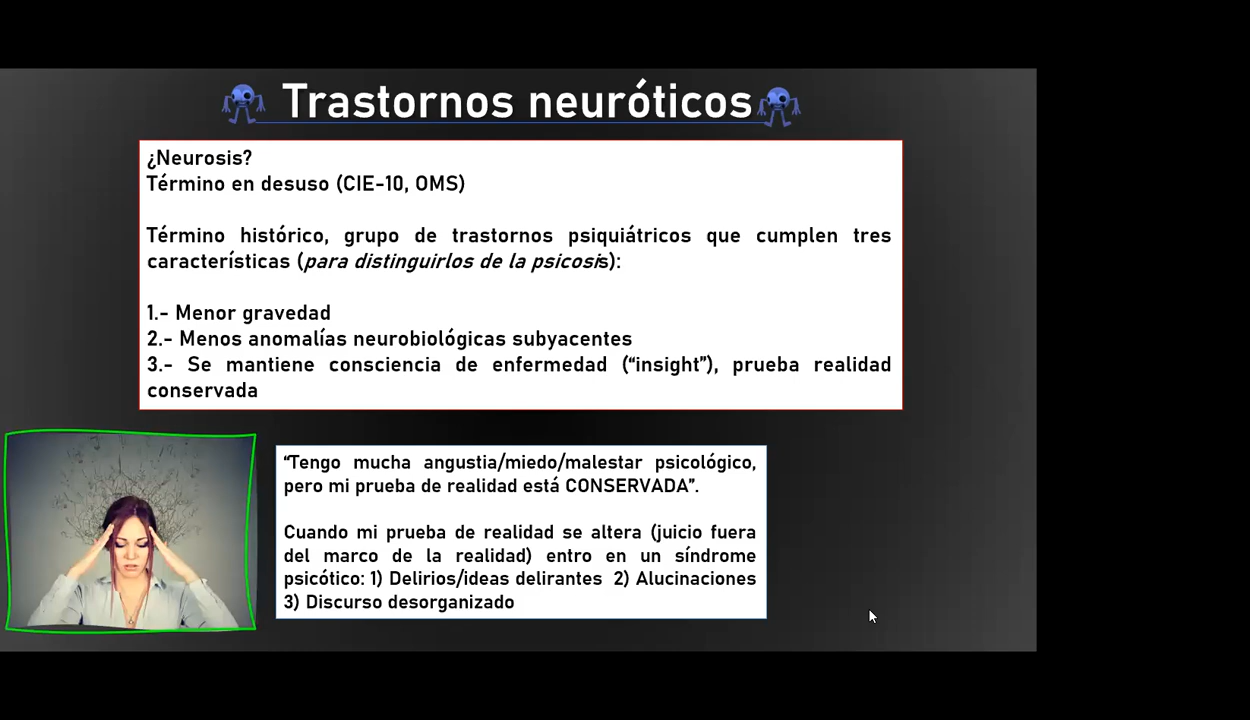 Trastornos neuróticos
¿Neurosis?
Término en desuso (CIE-10, OMS)
Término histórico, grupo de trastornos psiquiátricos que cumplen tres
características (para distinguirlos de la psicosis):
1.- Menor gravedad
2.- Menos anomalías neurobiológicas subyacentes
3.- Se mantiene consciencia de enfermedad (“insight”), prueba realidad
conservada
“Tengo mucha angustia/miedo/malestar psicológico,
pero mi prueba de realidad está CONSERVADA”.
Cuando mi prueba de realidad se altera (juicio fuera
del marco de la realidad) entro en un síndrome
psicótico: 1) Delirios/ideas delirantes 2) Alucinaciones
3) Discurso desorganizado